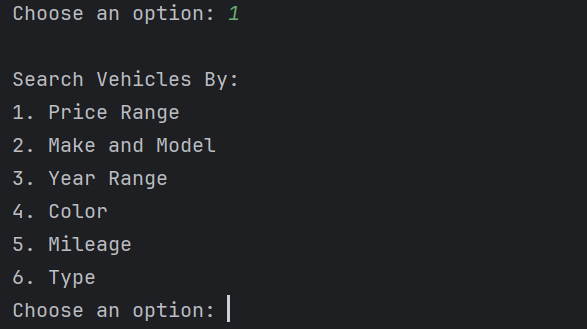 Choose an option: 1
Search Vehicles By:
1. Price Range
2. Make and Model
3. Year Range
4. Color
5. Mileage
6. Type
Choose an option: